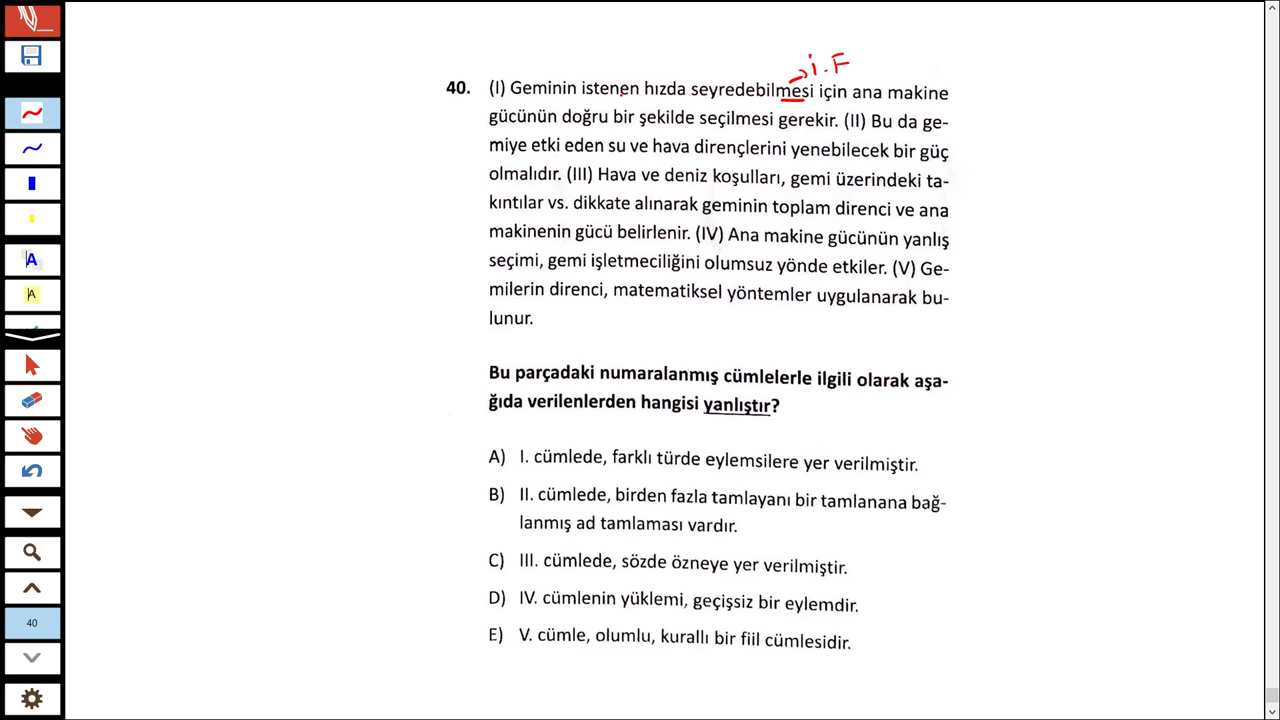 i.F
40. (I) Geminin istenen hızda seyredebilmesi için ana makine
gücünün doğru bir şekilde seçilmesi gerekir. (II) Bu da ge-
miye etki eden su ve hava dirençlerini yenebilecek bir güç
olmalıdır. (III) Hava ve deniz koşulları, gemi üzerindeki ta-
kıntılar vs. dikkate alınarak geminin toplam direnci ve ana
makinenin gücü belirlenir. (IV) Ana makine gücünün yanlış
seçimi, gemi işletmeciliğini olumsuz yönde etkiler. (V) Ge-
milerin direnci, matematiksel yöntemler uygulanarak bu-
lunur.
Bu parçadaki numaralanmış cümlelerle ilgili olarak aşa-
ğıda verilenlerden hangisi yanlıştır?
A) I. cümlede, farklı türde eylemsilere yer verilmiştir.
B) II. cümlede, birden fazla tamlayanı bir tamlanana bağ-
lanmış ad tamlaması vardır.
C) III. cümlede, sözde özneye yer verilmiştir.
D) IV. cümlenin yüklemi, geçişsiz bir eylemdir.
E) V. cümle, olumlu, kurallı bir fiil cümlesidir.
A
A
40